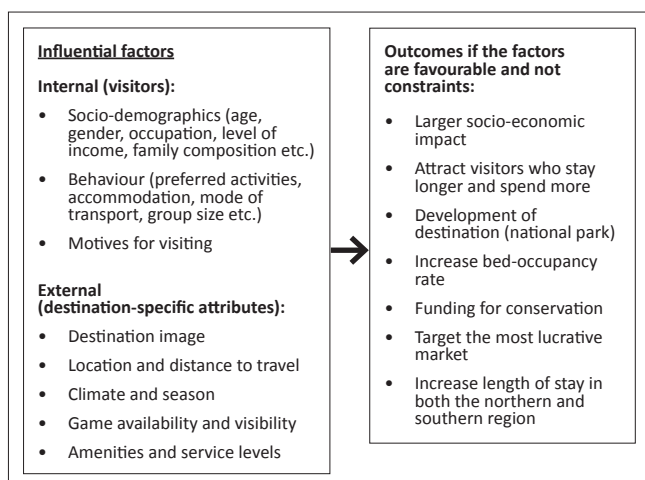 Influential factors
Internal (visitors):
• Socio-demographics (age,
gender, occupation, level of
income, family composition etc.)
• Behaviour (preferred activities,
accommodation, mode of
transport, group size etc.)
• Motives for visiting
External
(destination-specific attributes):
• Destination image
• Location and distance to travel
• Climate and season
• Game availability and visibility
• Amenities and service levels
Outcomes if the factors
are favourable and not
constraints:
• Larger socio-economic
impact
• Attract visitors who stay
longer and spend more
• Development of
destination (national park)
• Increase bed-occupancy
rate
• Funding for conservation
• Target the most lucrative
market
• Increase length of stay in
both the northern and
southern region